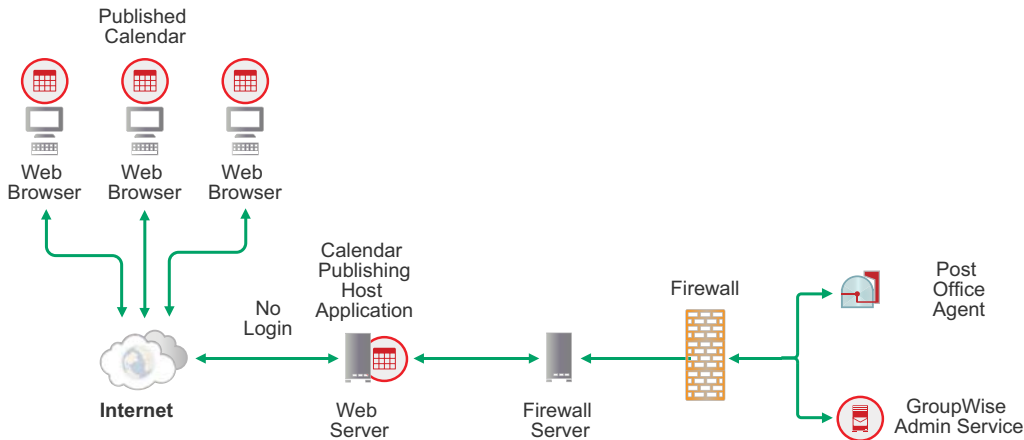 Published
Calendar
Web
Browser
Web
Browser
Web
Browser
No
Login
Calendar
Publishing
Host
Application
Firewall
Post
Office
Agent
Internet
Web
Server
Firewall
Server
GroupWise
Admin Service